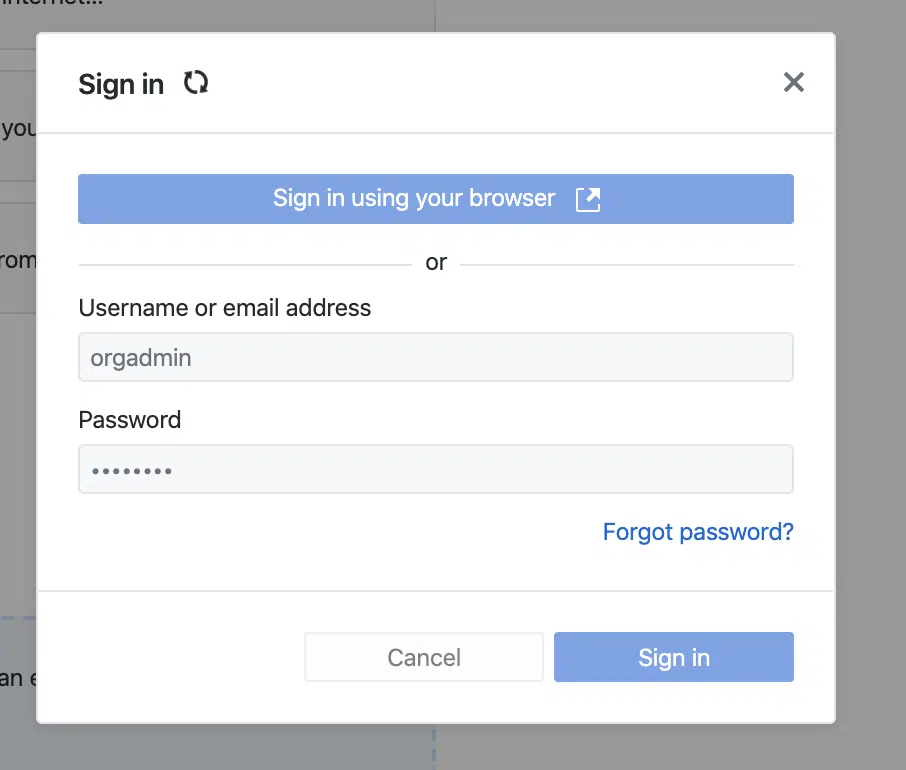 internet...
Sign in
you
Sign in using your browser
or
Username or email address
rom
orgadmin
Password
••••••••
Forgot password?
an e
Cancel
Sign in